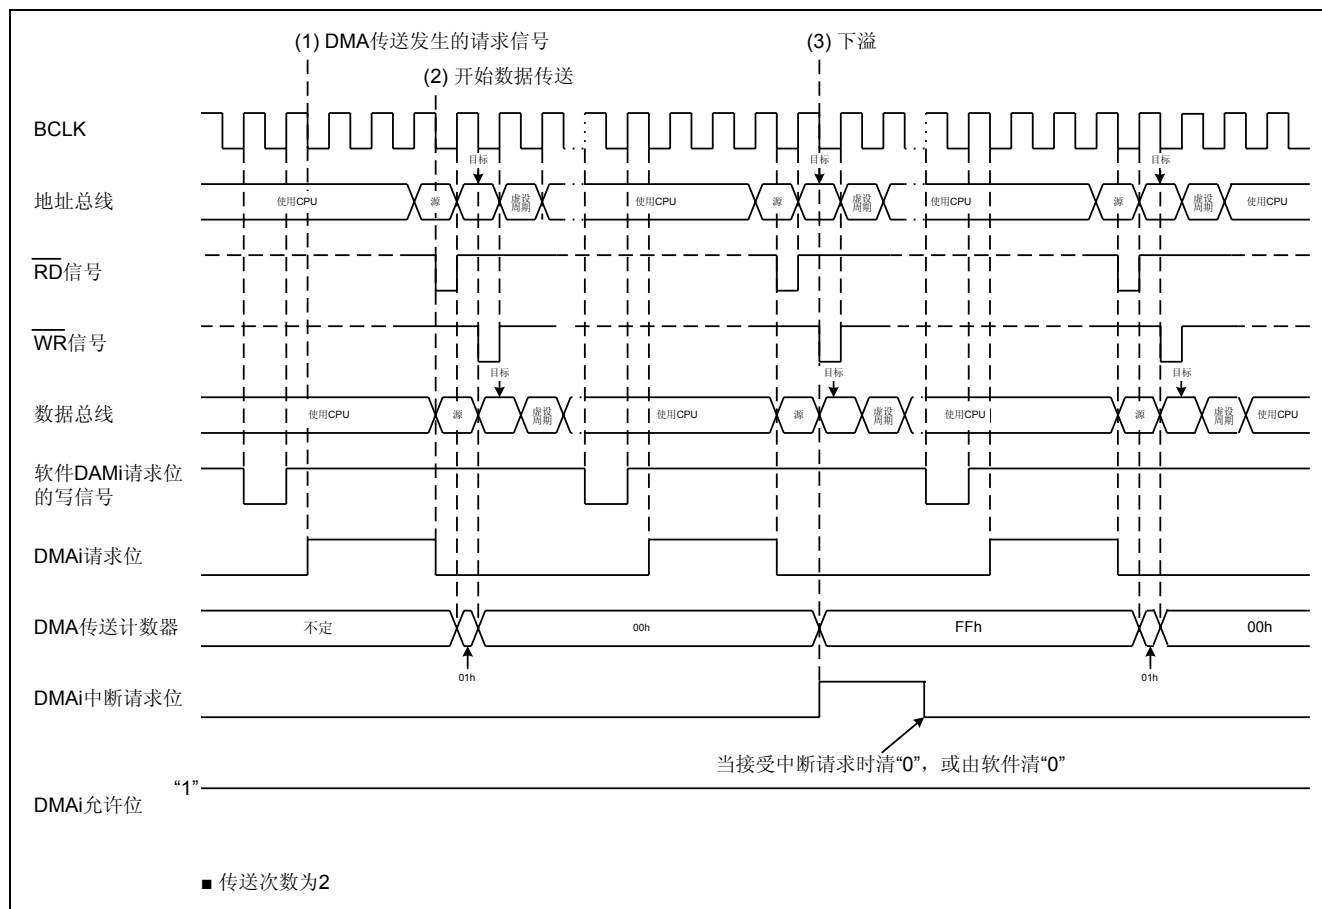 (1) DMA传送发生的请求信号
(3) 下溢
(2) 开始数据传送
BCLK
目标
目标
目标
地址总线
使用CPU
源
虚设
周期
使用CPU
源
虚设
周期
使用CPU
源
虚设
周期
使用CPU
RD信号
WR信号
目标
目标
目标
数据总线
使用CPU
源
虚设
周期
使用CPU
源
虚设
周期
使用CPU
源
虚设
周期
使用CPU
软件DAMi请求位
的写信号
DMAi请求位
DMA传送计数器
不定
00h
FFh
00h
01h
01h
DMAi中断请求位
当接受中断请求时清“0”，或由软件清“0”
“1”
DMAi允许位
■ 传送次数为2